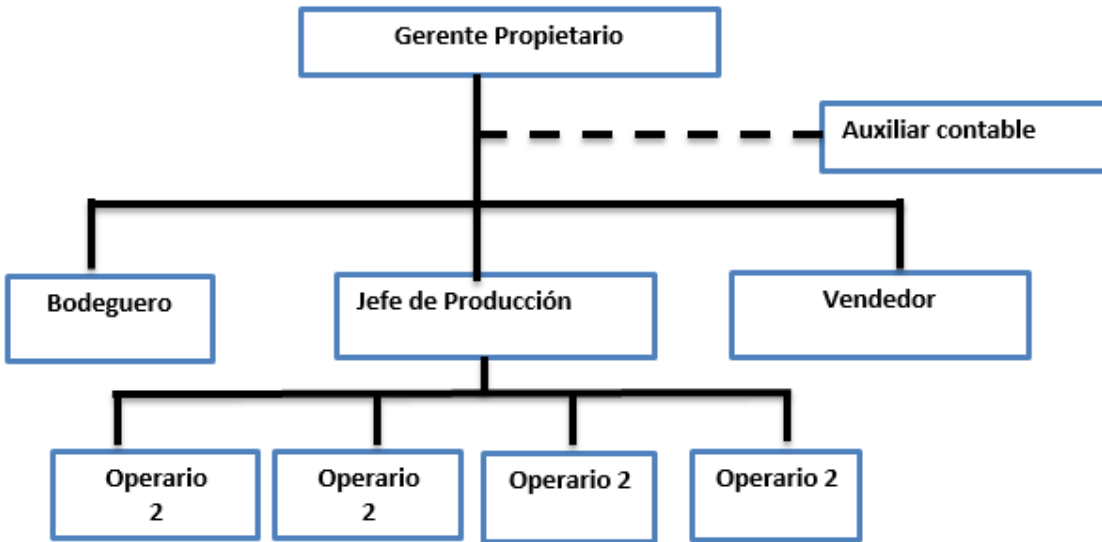 Gerente Propietario
Auxiliar contable
Bodeguero
Jefe de Producción
Vendedor
Operario
2
Operario
2
Operario 2
Operario 2